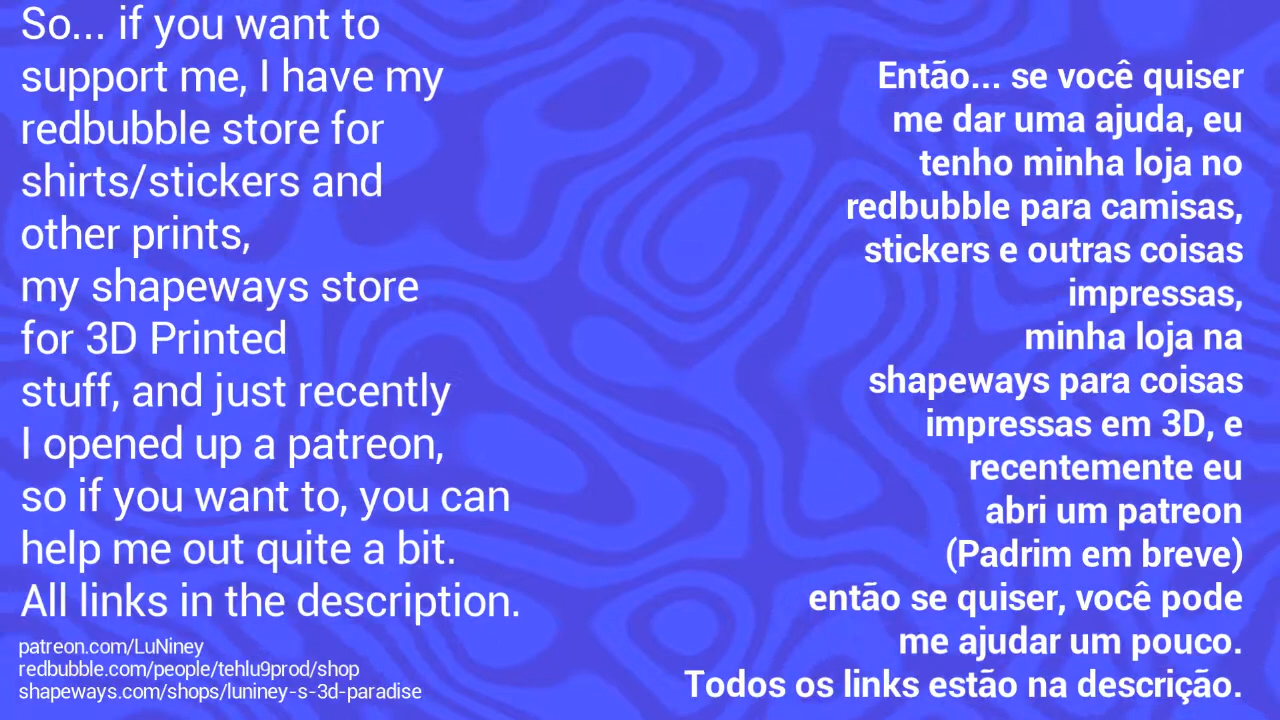 So... if you want to
support me, I have my
redbubble store for
shirts/stickers and
other prints,
my shapeways store
for 3D Printed
stuff, and just recently
I opened up a patreon,
so if you want to, you can
help me out quite a bit.
All links in the description.
patreon.com/LuNiney
redbubble.com/people/tehlu9prod/shop
shapeways.com/shops/luniney-s-3d-paradise
Então... se você quiser
me dar uma ajuda, eu
tenho minha loja no
redbubble para camisas,
stickers e outras coisas
impressas,
minha loja na
shapeways para coisas
impressas em 3D, e
recentemente eu
abri um patreon
(Padrim em breve)
então se quiser, você pode
me ajudar um pouco.
Todos os links estão na descrição.